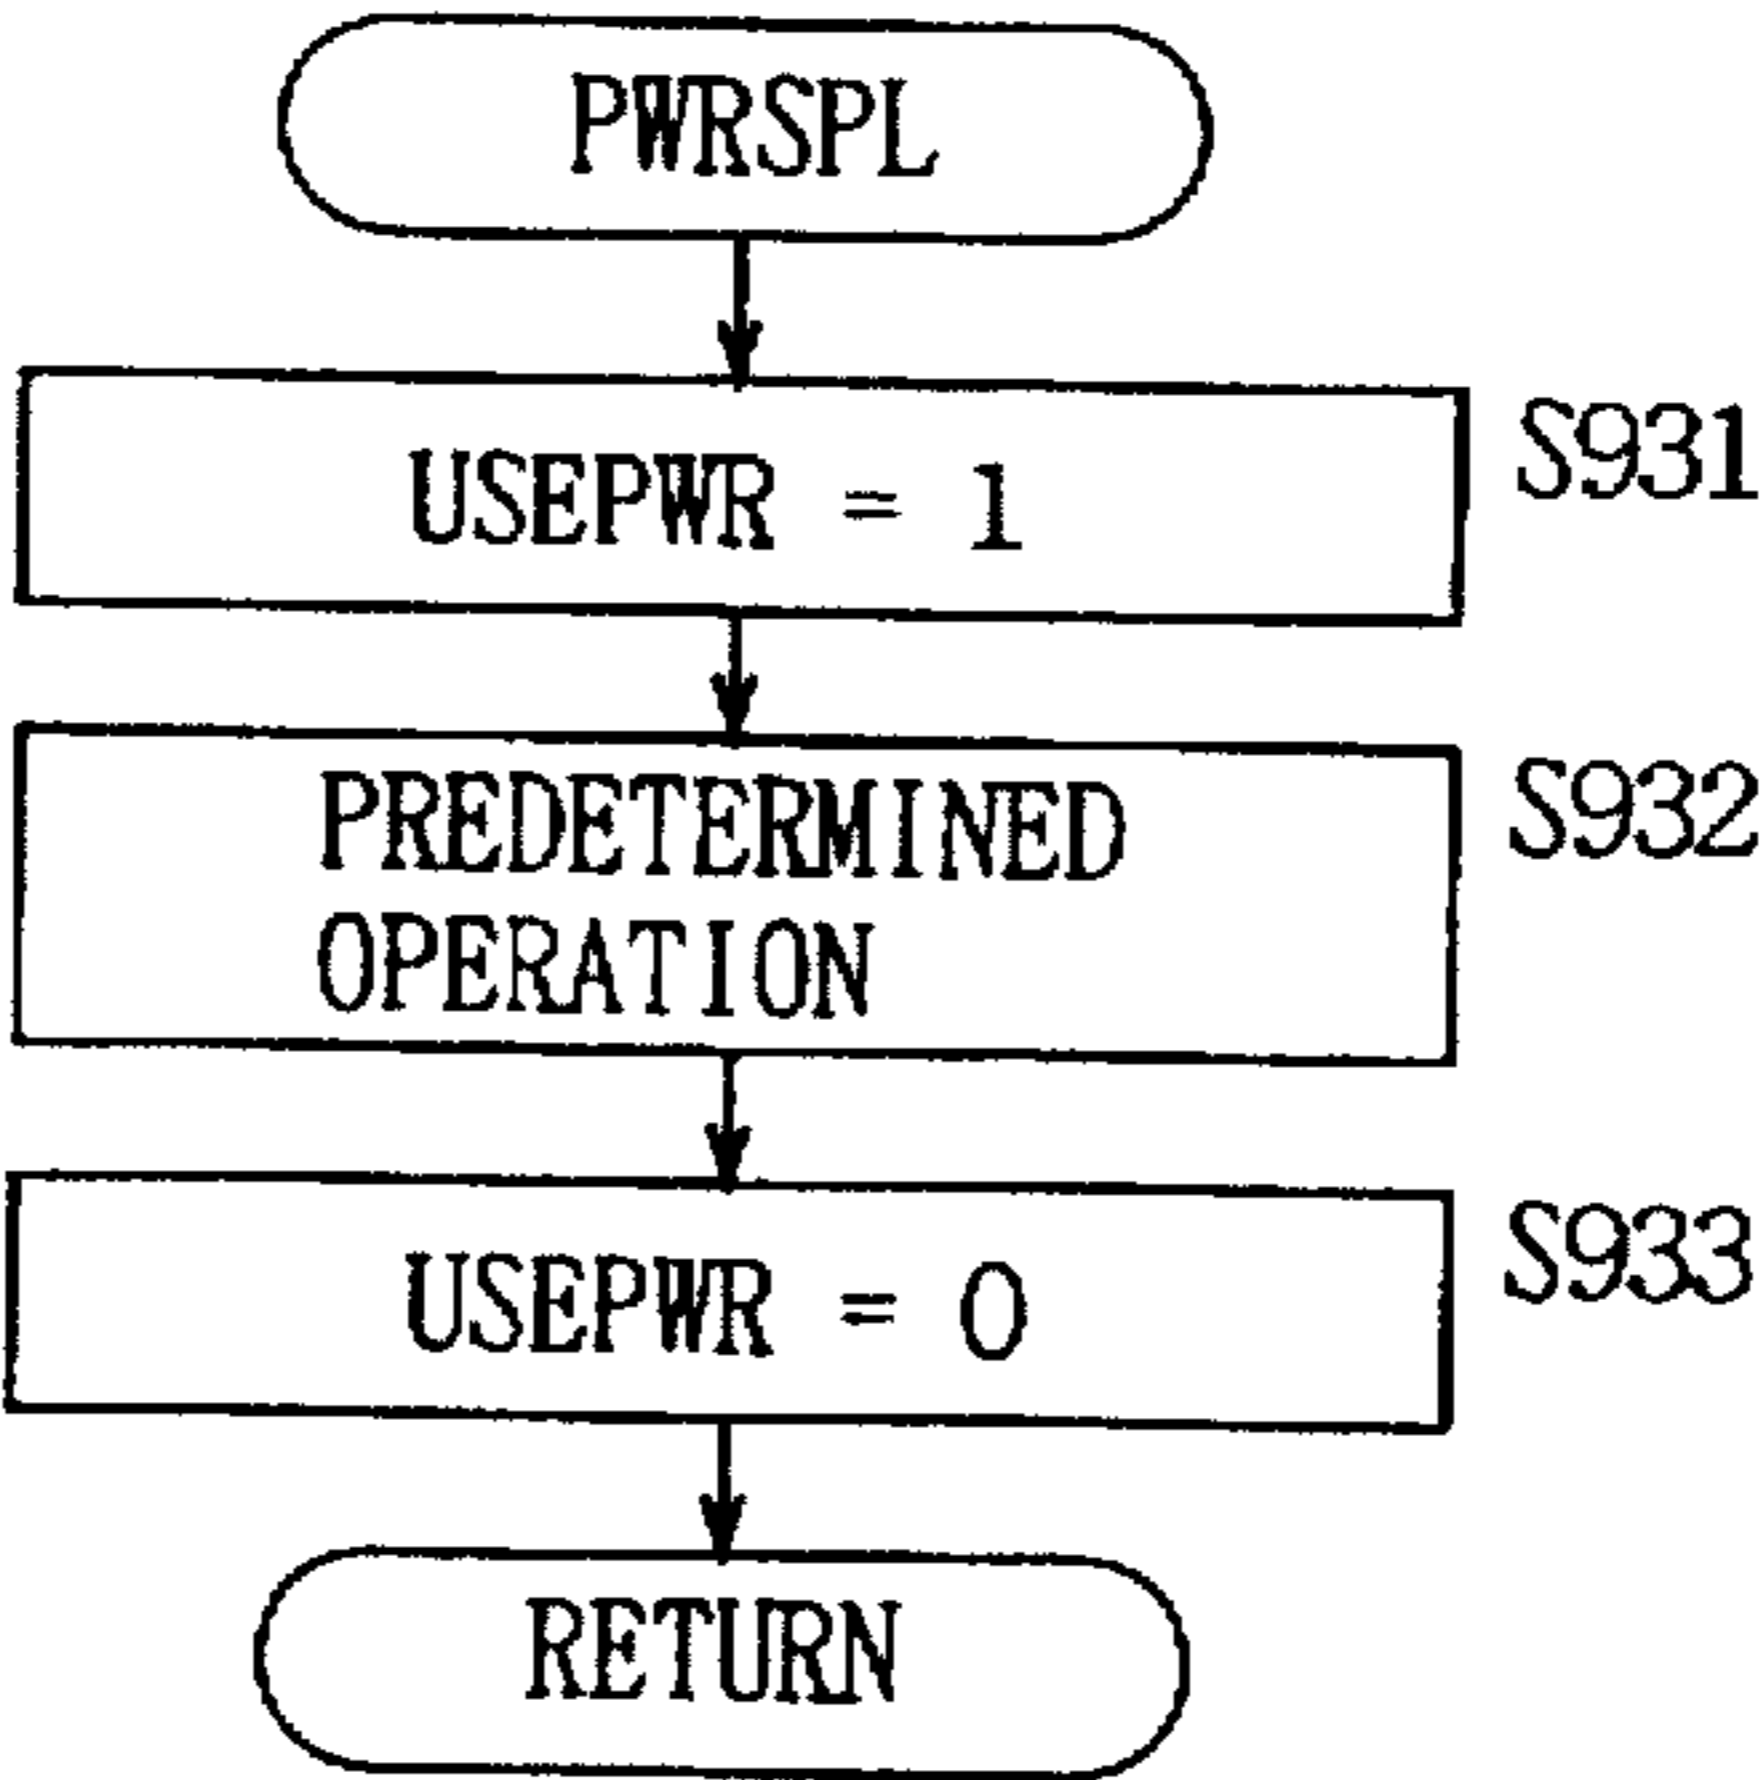 PWRSPL
USEPWR = 1
S931
PREDETERMINED
OPERATION
S932
USEPWR = 0
S933
RETURN